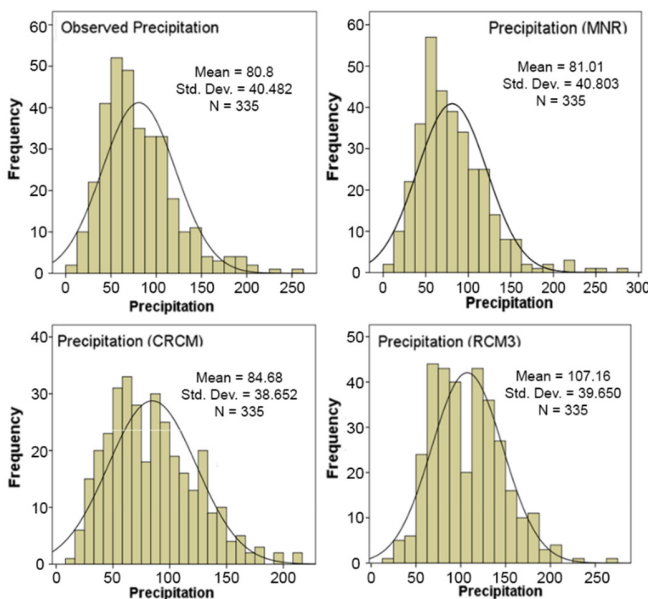 Observed Precipitation
Mean = 80.8
Std. Dev. = 40.482
N = 335
60
50
40
30
20
10
0
Frequency
0 50 100 150 200 250
Precipitation
Precipitation (MNR)
Mean = 81.01
Std. Dev. = 40.803
N = 335
60
50
40
30
20
10
0
Frequency
0 50 100 150 200 250 300
Precipitation
Precipitation (CRCM)
Mean = 84.68
Std. Dev. = 38.652
N = 335
40
30
20
10
0
Frequency
0 50 100 150 200
Precipitation
Precipitation (RCM3)
Mean = 107.16
Std. Dev. = 39.650
N = 335
50
40
30
20
10
0
Frequency
0 50 100 150 200 250
Precipitation